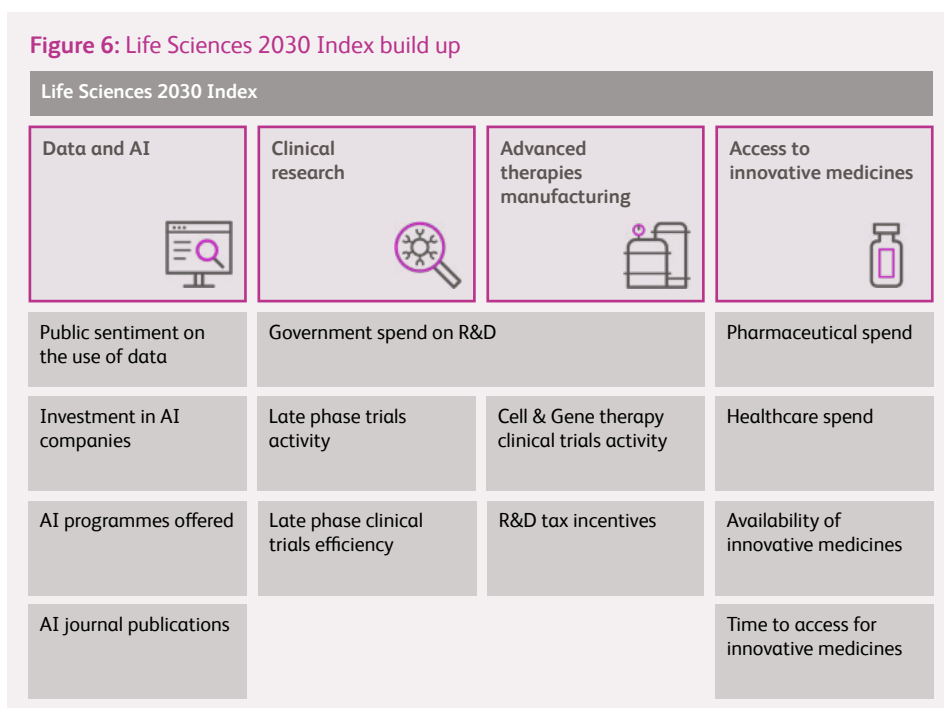 Figure 6: Life Sciences 2030 Index build up
Life Sciences 2030 Index
Data and AI
Clinical
research
Advanced
therapies
manufacturing
Access to
innovative medicines
Public sentiment on
the use of data
Government spend on R&D
Pharmaceutical spend
Investment in AI
companies
Late phase trials
activity
Cell & Gene therapy
clinical trials activity
Healthcare spend
AI programmes offered
Late phase clinical
trials efficiency
R&D tax incentives
Availability of
innovative medicines
AI journal publications
Time to access for
innovative medicines